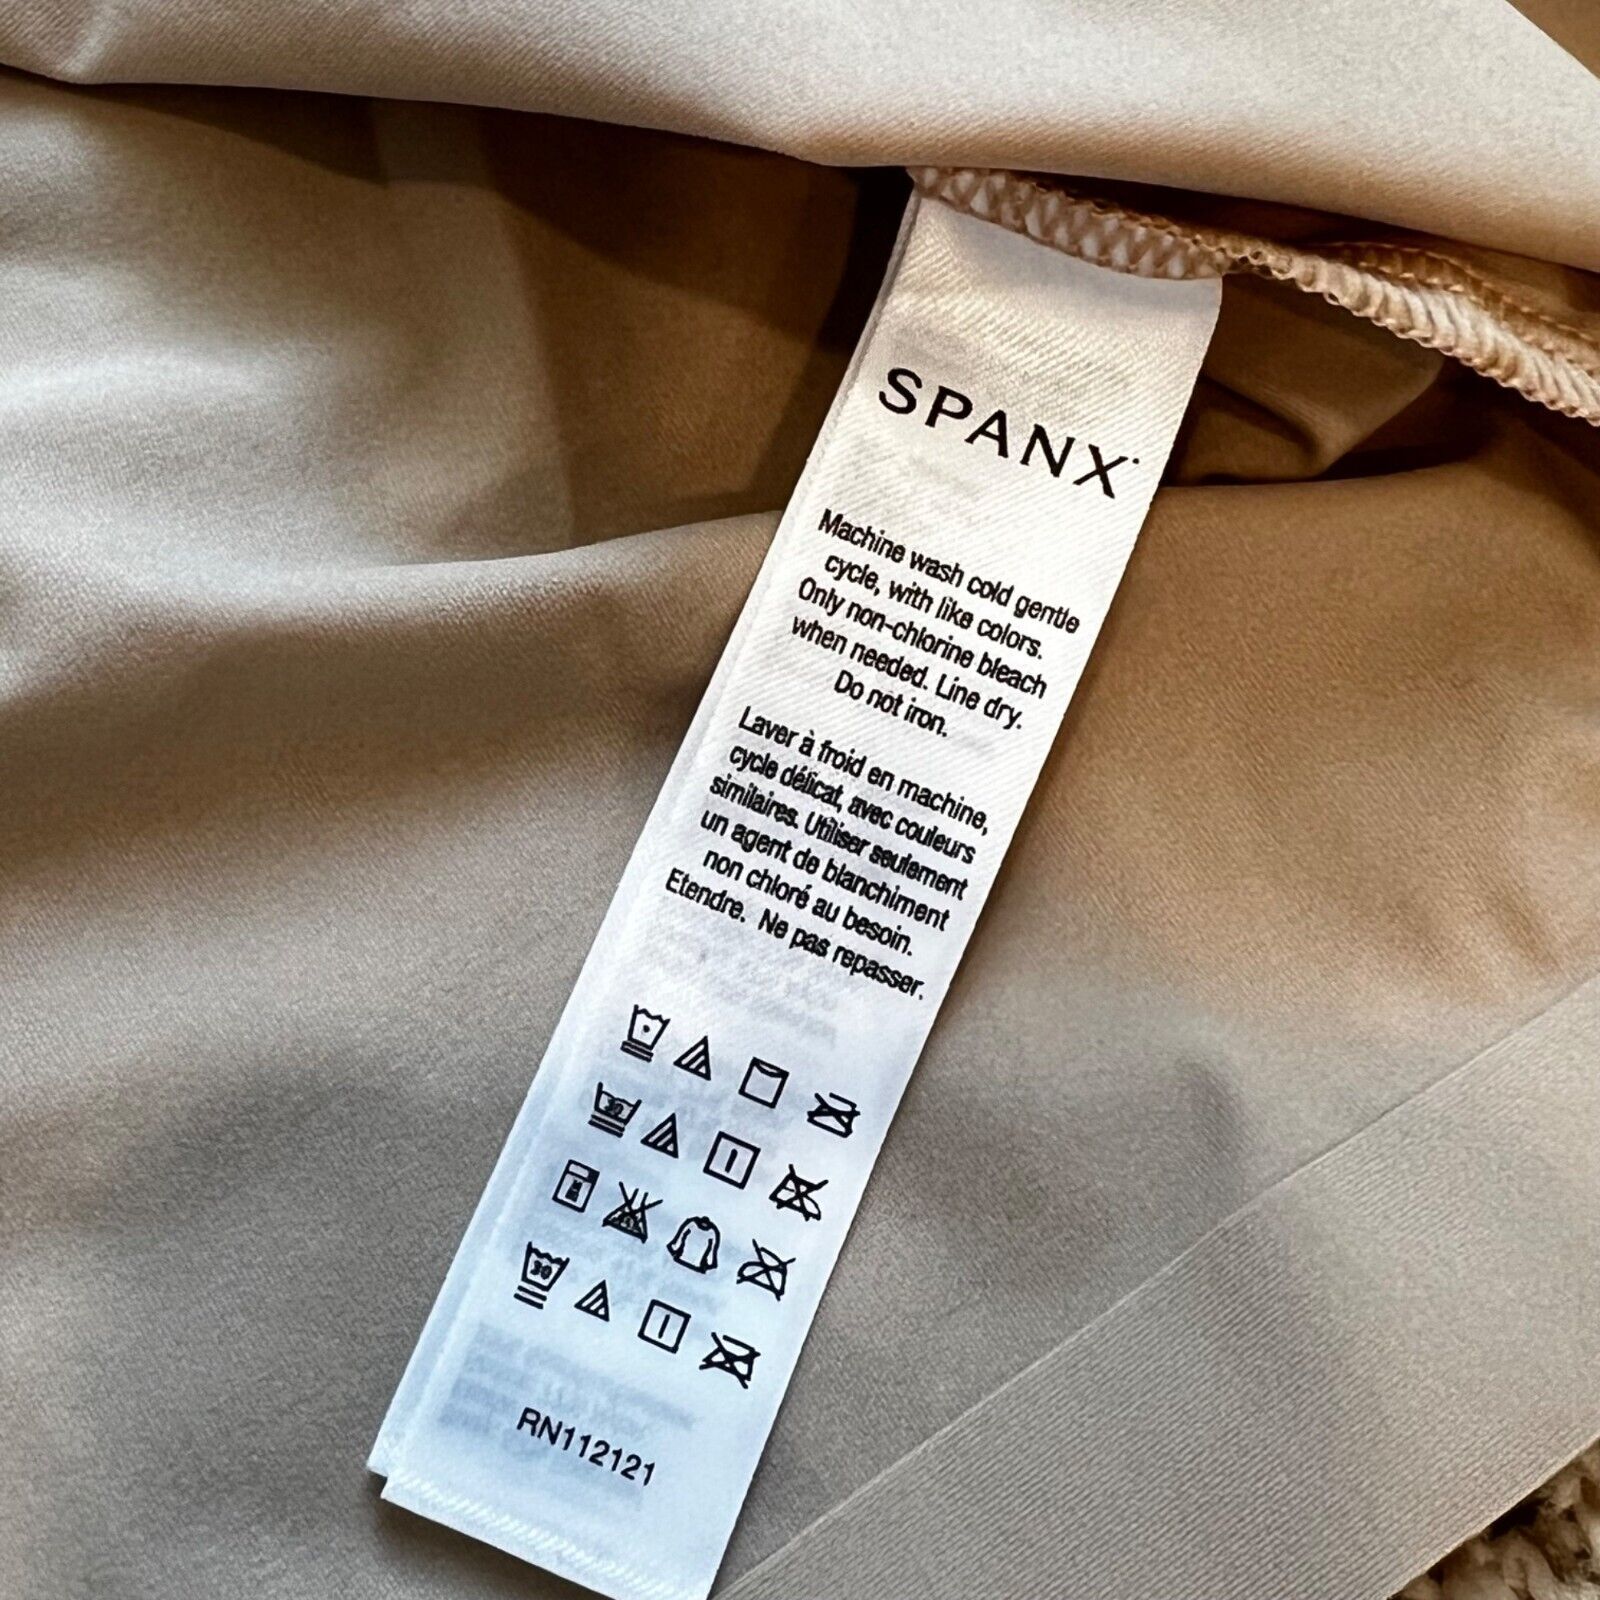 SPANX
Machine wash cold gentle
cycle, with like colors.
Only non-chlorine bleach
when needed. Line dry.
Do not iron.
Laver à froid en machine,
cycle délicat, avec couleurs
similaires. Utiliser seulement
un agent de blanchiment
non chloré au besoin.
Etendre. Ne pas repasser.
30
30
RN112121